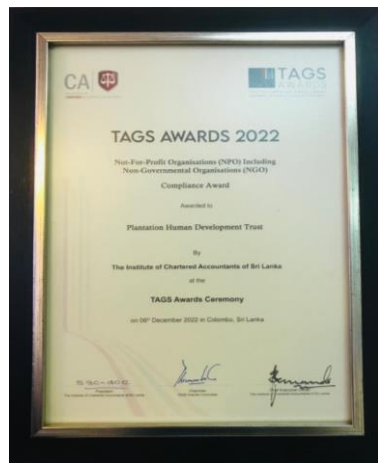 CA
TAGS
AWARDS
TAGS AWARDS 2022
Not-For-Profit Organisations (NPO) Including
Non-Governmental Organisations (NGO)
Compliance Award
Awarded to
Plantation Human Development Trust
By
The Institute of Chartered Accountants of Sri Lanka
at the
TAGS Awards Ceremony
on 06th December 2022 in Colombo, Sri Lanka